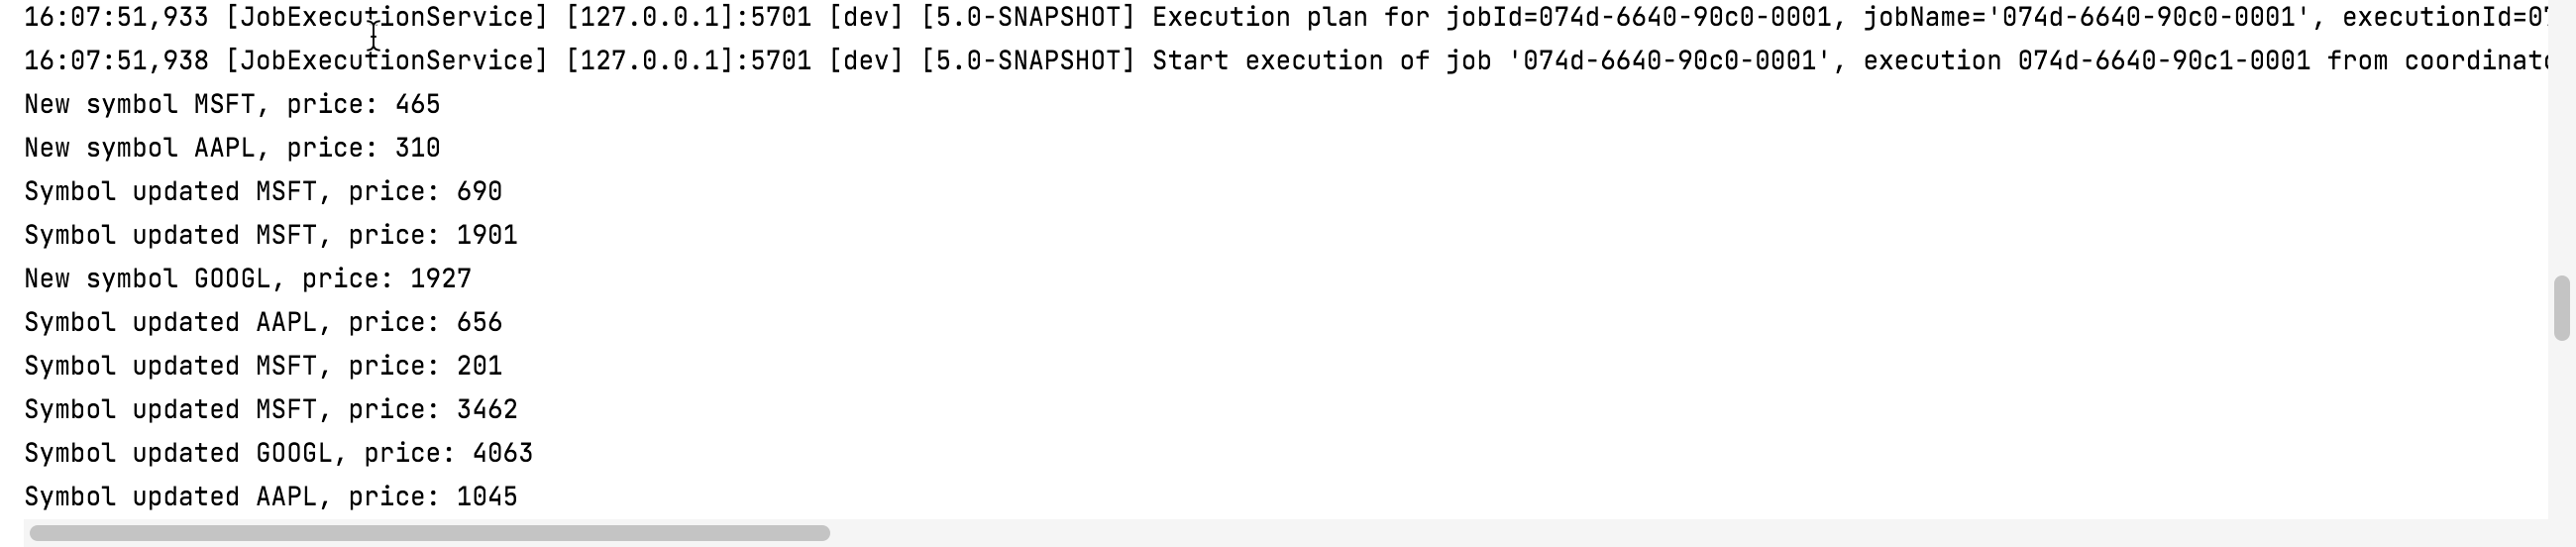 16:07:51,933 [JobExecutionService] [127.0.0.1]:5701 [dev] [5.0-SNAPSHOT] Execution plan for jobId=074d-6640-90c0-0001, jobName='074d-6640-90c0-0001', executionId=07
16:07:51,938 [JobExecutionService] [127.0.0.1]:5701 [dev] [5.0-SNAPSHOT] Start execution of job '074d-6640-90c0-0001', execution 074d-6640-90c1-0001 from coordinato
New symbol MSFT, price: 465
New symbol AAPL, price: 310
Symbol updated MSFT, price: 690
Symbol updated MSFT, price: 1901
New symbol GOOGL, price: 1927
Symbol updated AAPL, price: 656
Symbol updated MSFT, price: 201
Symbol updated MSFT, price: 3462
Symbol updated GOOGL, price: 4063
Symbol updated AAPL, price: 1045